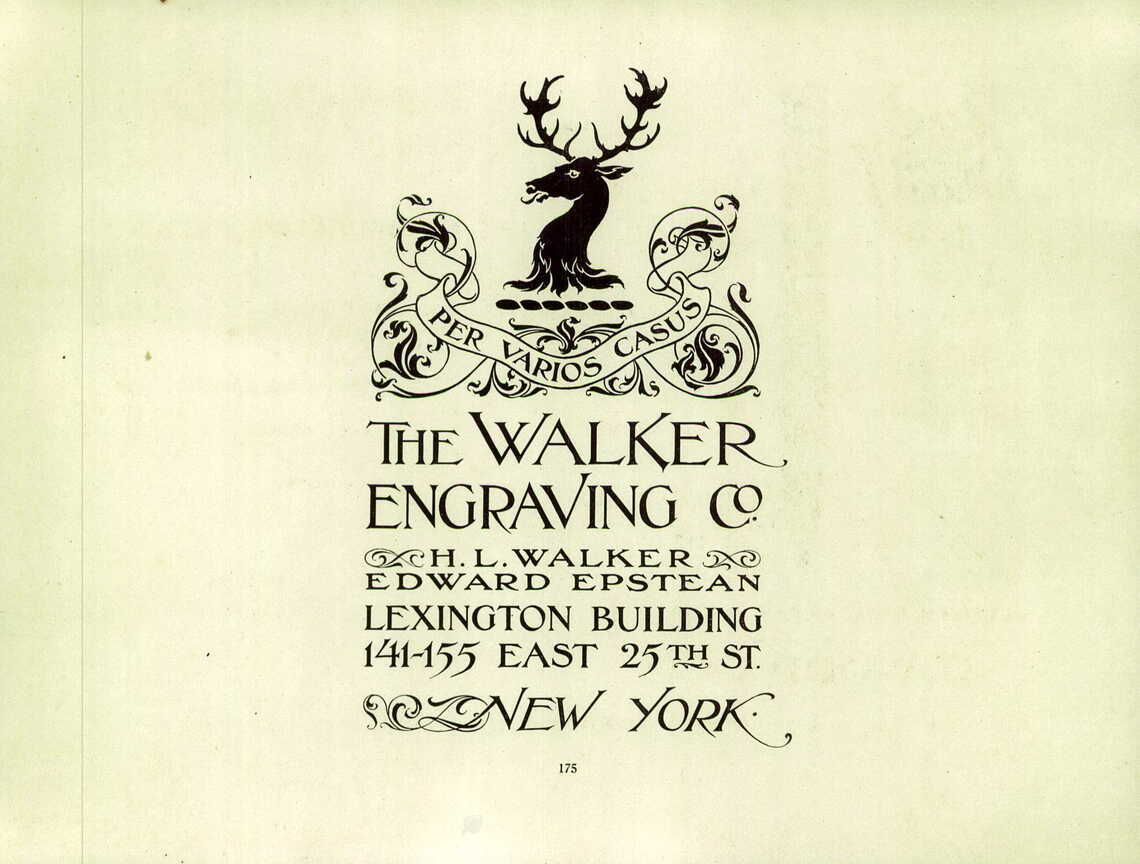 PER VARIOS CASUS
THE WALKER
ENGRAVING CO.
H. L. WALKER
EDWARD EPSTEAN
LEXINGTON BUILDING
141-155 EAST 25TH ST.
NEW YORK.
175